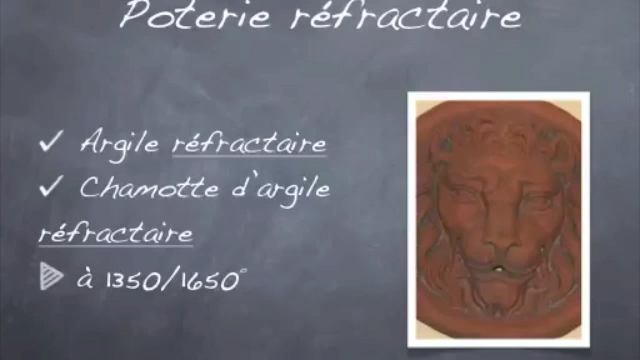 Poterie réfractaire
Argile réfractaire
Chamotte d'argile
réfractaire
à 1350/1650°